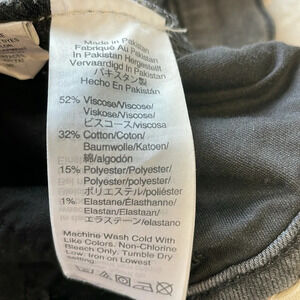 Made in Pakistan
Fabriqué Au Pakistan
In Pakistan Hergestellt
Vervaardigd In Pakistan
パキスタン製
Hecho En Pakistán
52% Viscose/Viscose/
Viskose/Viscose/
ビスコース/viscosa
32% Cotton/Coton/
Baumwolle/Katoen/
綿/algodón
15% Polyester/polyester/
Polyester/polyester/
ポリエステル/poliéster
1% Elastane/Élasthanne/
Elastan/Elastaan/
エラステーン/elastano
Machine Wash Cold With
Like Colors. Non-Chlorine
Bleach Only. Tumble Dry
Low. Iron on Lowest